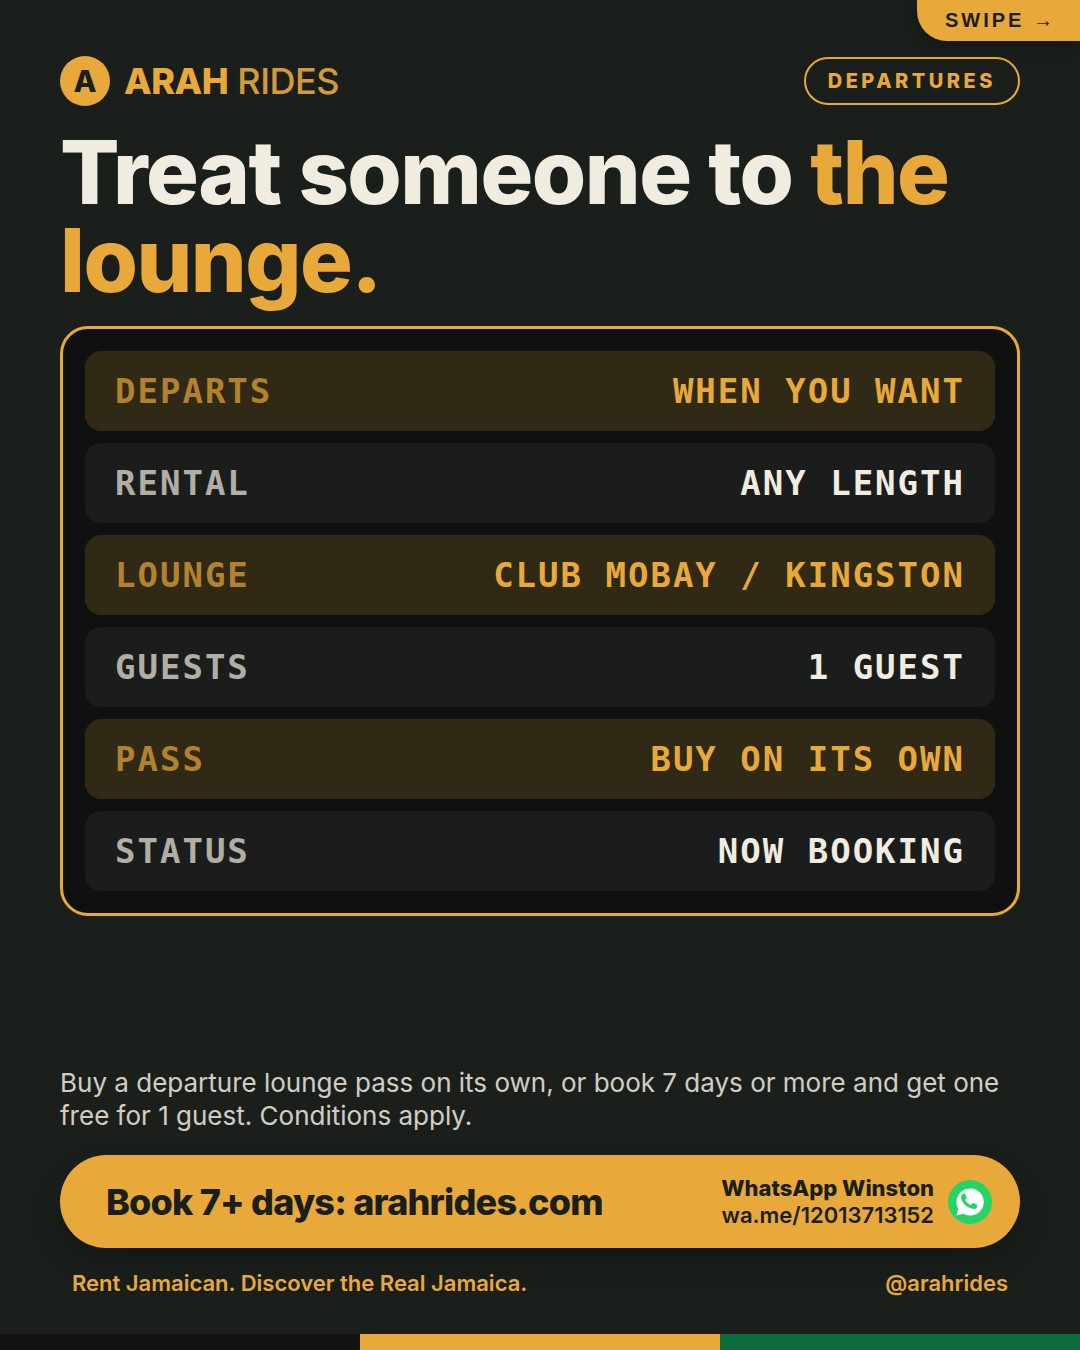 SWIPE →
A ARAH RIDES
DEPARTURES
Treat someone to the
lounge.
DEPARTS WHEN YOU WANT
RENTAL ANY LENGTH
LOUNGE CLUB MOBAY / KINGSTON
GUESTS 1 GUEST
PASS BUY ON ITS OWN
STATUS NOW BOOKING
Buy a departure lounge pass on its own, or book 7 days or more and get one
free for 1 guest. Conditions apply.
Book 7+ days: arahrides.com
WhatsApp Winston
wa.me/12013713152
Rent Jamaican. Discover the Real Jamaica.
@arahrides